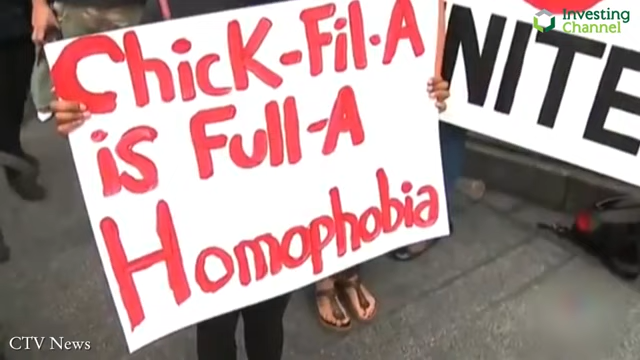 Investing
Channel
Chick-Fil-A
is Full-A
Homophobia
NITE
CTV News